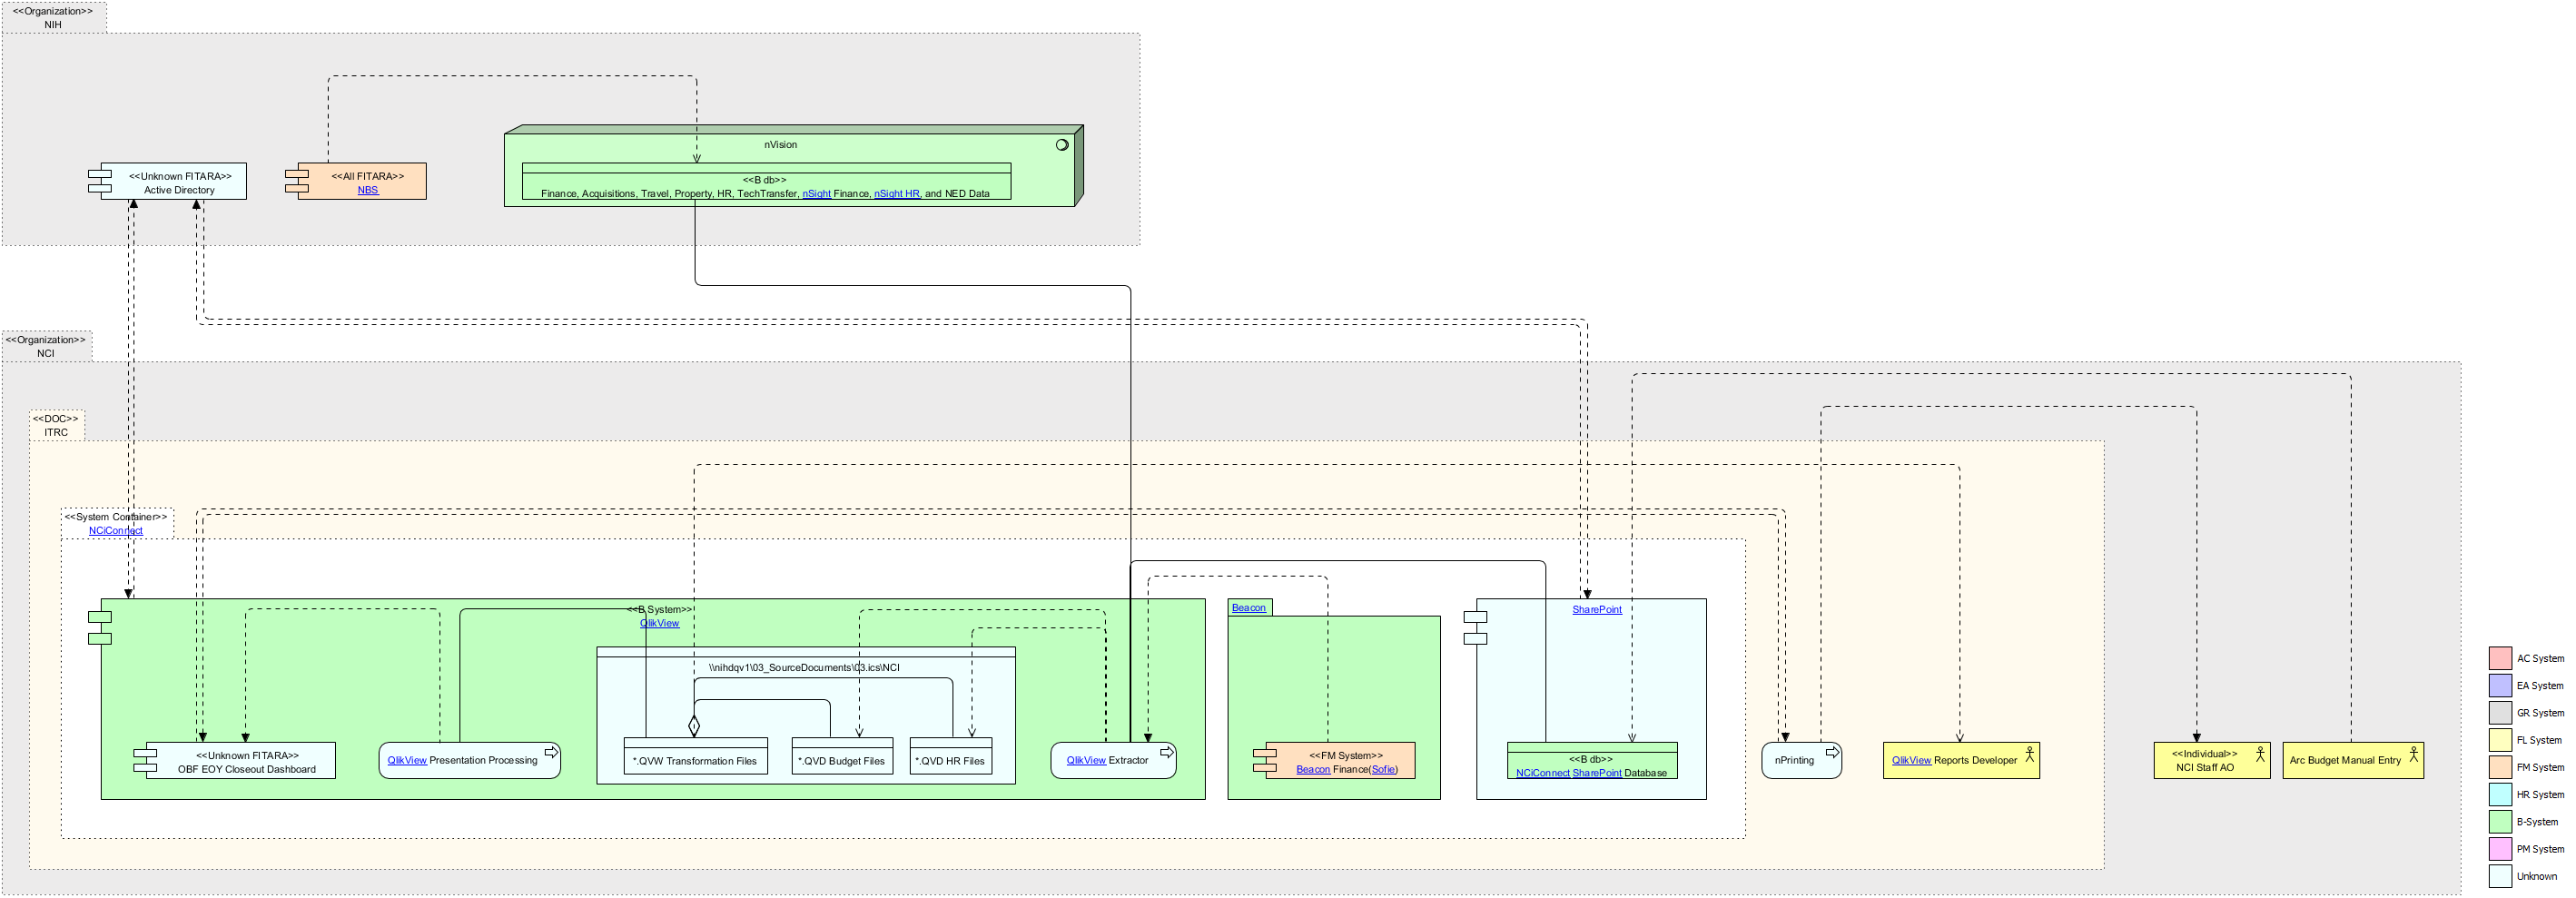 <<Organization>>
NIH
nVision
<<Unknown FITARA>>
Active Directory
<<All FITARA>>
NBS
<<B db>>
Finance, Acquisitions, Travel, Property, HR, TechTransfer, nSight Finance, nSight HR, and NED Data
<<Organization>>
NCI
<<DOC>>
ITRC
<<System Container>>
NCiConnect
<<B System>>
QlikView
Beacon
SharePoint
\\nihdqv1\03_SourceDocuments\03.ics\NCI
<<Unknown FITARA>>
OBF EOY Closeout Dashboard
QlikView Presentation Processing
*.QVW Transformation Files
*.QVD Budget Files
*.QVD HR Files
QlikView Extractor
<<FM System>>
Beacon Finance(Sofie)
<<B db>>
NCiConnect SharePoint Database
nPrinting
QlikView Reports Developer
<<Individual>>
NCI Staff AO
Arc Budget Manual Entry
AC System
EA System
GR System
FL System
FM System
HR System
B-System
PM System
Unknown